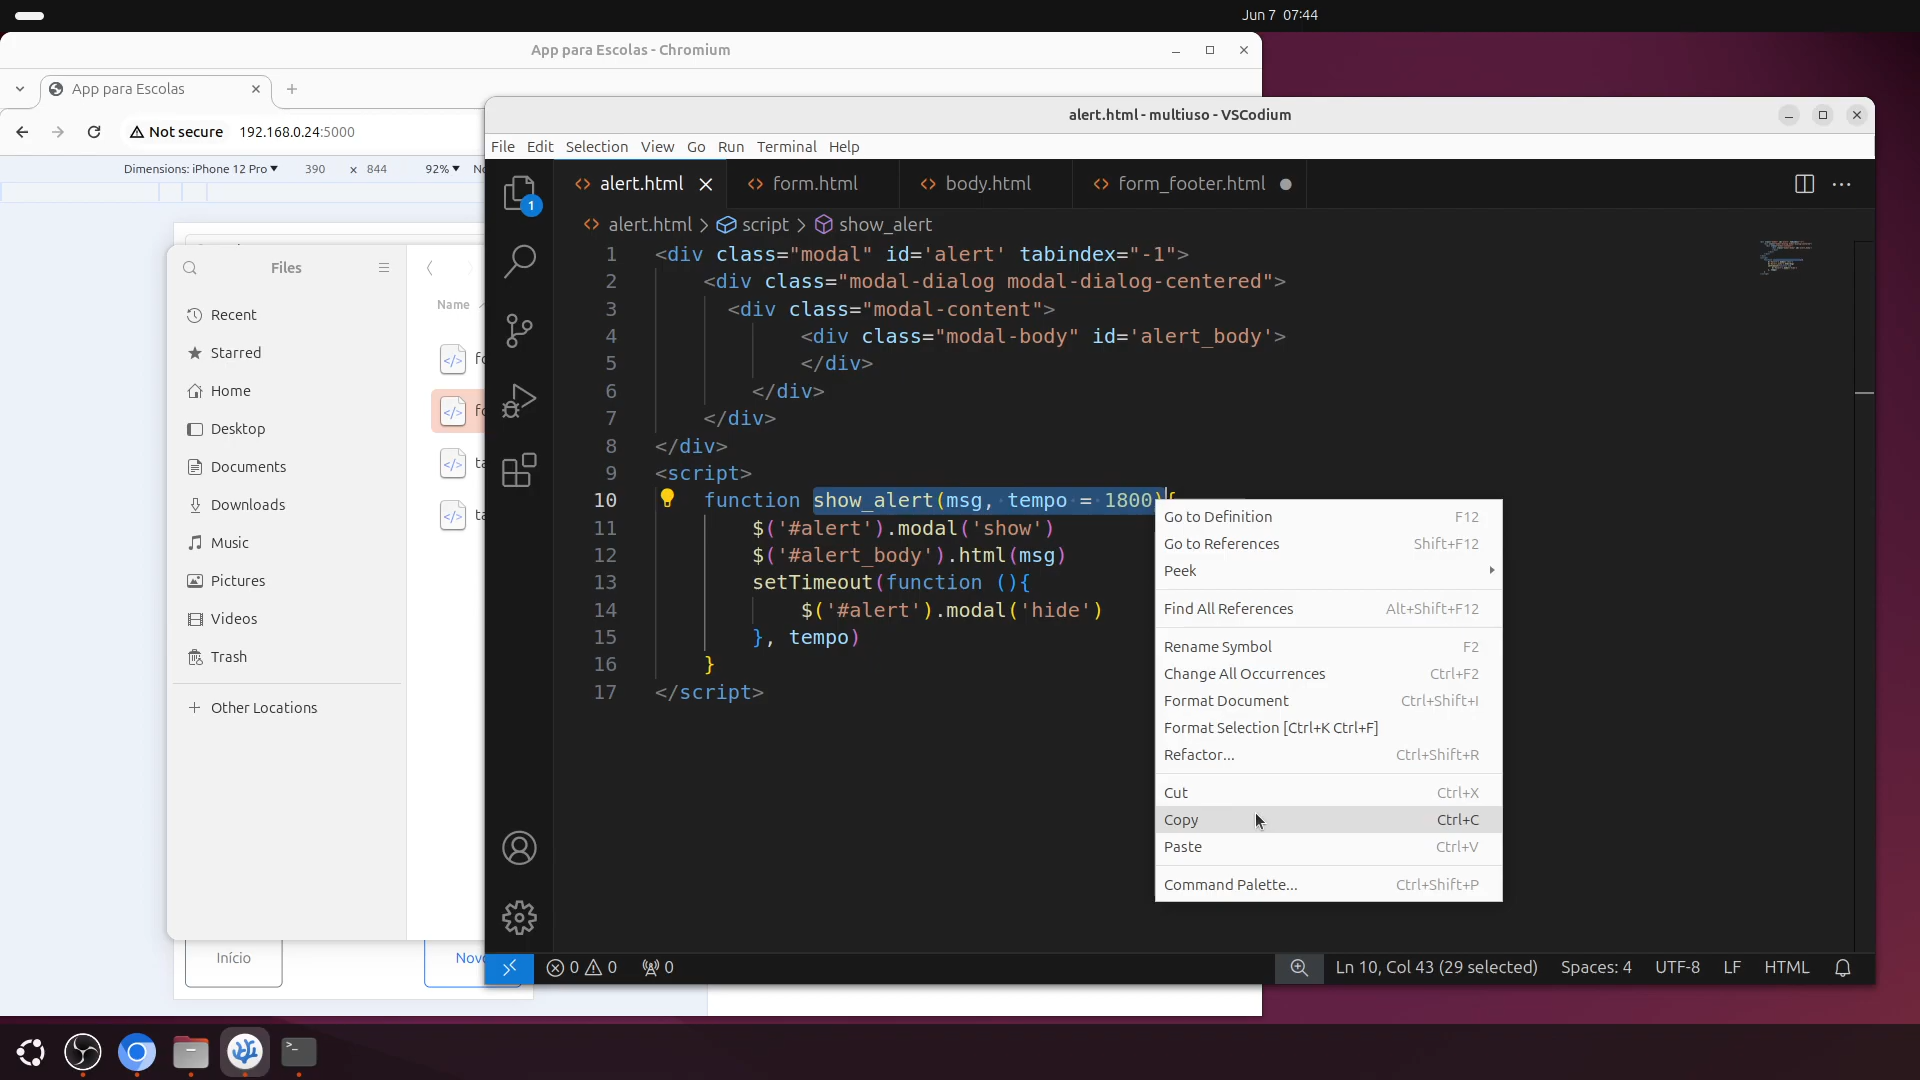 Jun 7 07:44
App para Escolas - Chromium
App para Escolas
Not secure 192.168.0.24:5000
Dimensions: iPhone 12 Pro 390 x 844 92%
Files
Recent
Starred
Home
Desktop
Documents
Downloads
Music
Pictures
Videos
Trash
Other Locations
Name
Início
alert.html - multiuso - VSCodium
File Edit Selection View Go Run Terminal Help
1
alert.html form.html body.html form_footer.html
alert.html > script > show_alert
1 <div class="modal" id='alert' tabindex="-1">
2 <div class="modal-dialog modal-dialog-centered">
3 <div class="modal-content">
4 <div class="modal-body" id='alert_body'>
5 </div>
6 </div>
7 </div>
8 </div>
9 <script>
10 function show_alert(msg, tempo = 1800){
11 $('#alert').modal('show')
12 $('#alert_body').html(msg)
13 setTimeout(function (){
14 $('#alert').modal('hide')
15 }, tempo)
16 }
17 </script>
Go to Definition F12
Go to References Shift+F12
Peek
Find All References Alt+Shift+F12
Rename Symbol F2
Change All Occurrences Ctrl+F2
Format Document Ctrl+Shift+I
Format Selection [Ctrl+K Ctrl+F]
Refactor... Ctrl+Shift+R
Cut Ctrl+X
Copy Ctrl+C
Paste Ctrl+V
Command Palette... Ctrl+Shift+P
0 0 0 Ln 10, Col 43 (29 selected) Spaces: 4 UTF-8 LF HTML